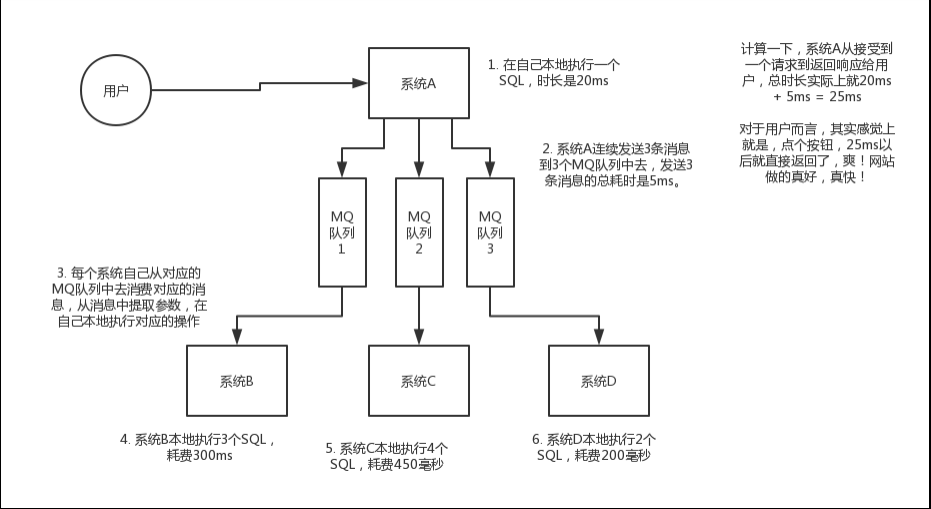 用户
系统A
1. 在自己本地执行一个
SQL，时长是20ms
计算一下，系统A从接受到
一个请求到返回响应给用
户，总时长实际上就20ms
+ 5ms = 25ms
对于用户而言，其实感觉上
就是，点个按钮，25ms以
后就直接返回了，爽！网站
做的真好，真快！
2. 系统A连续发送3条消息
到3个MQ队列中去，发送3
条消息的总耗时是5ms。
MQ
队列
1
MQ
队列
2
MQ
队列
3
3. 每个系统自己从对应的
MQ队列中去消费对应的消
息，从消息中提取参数，在
自己本地执行对应的操作
系统B
系统C
系统D
4. 系统B本地执行3个SQL，
耗费300ms
5. 系统C本地执行4个
SQL，耗费450毫秒
6. 系统D本地执行2个
SQL，耗费200毫秒